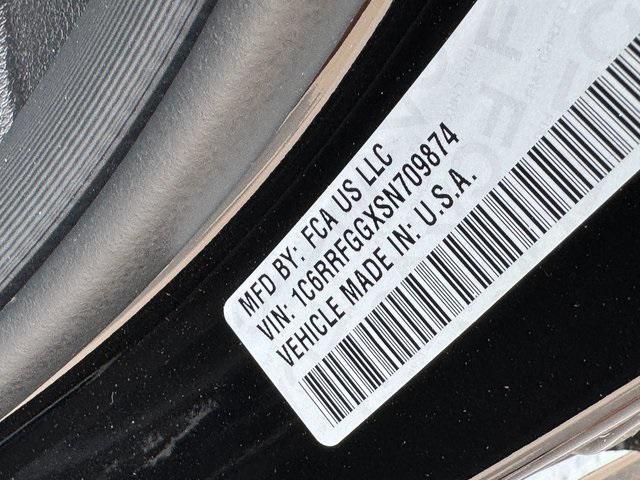 MFD BY: FCA US LLC
VIN: 1C6RRFGGXSN709874
VEHICLE MADE IN: U.S.A.